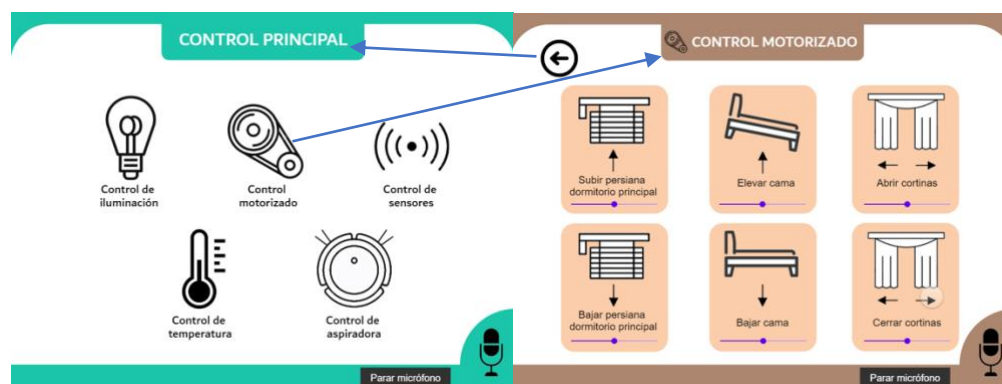 CONTROL PRINCIPAL
Control de
iluminación
Control
motorizado
Control de
sensores
Control de
temperatura
Control de
aspiradora
Parar micrófono
CONTROL MOTORIZADO
Subir persiana
dormitorio principal
Elevar cama
Abrir cortinas
Bajar persiana
dormitorio principal
Bajar cama
Cerrar cortinas
Parar micrófono